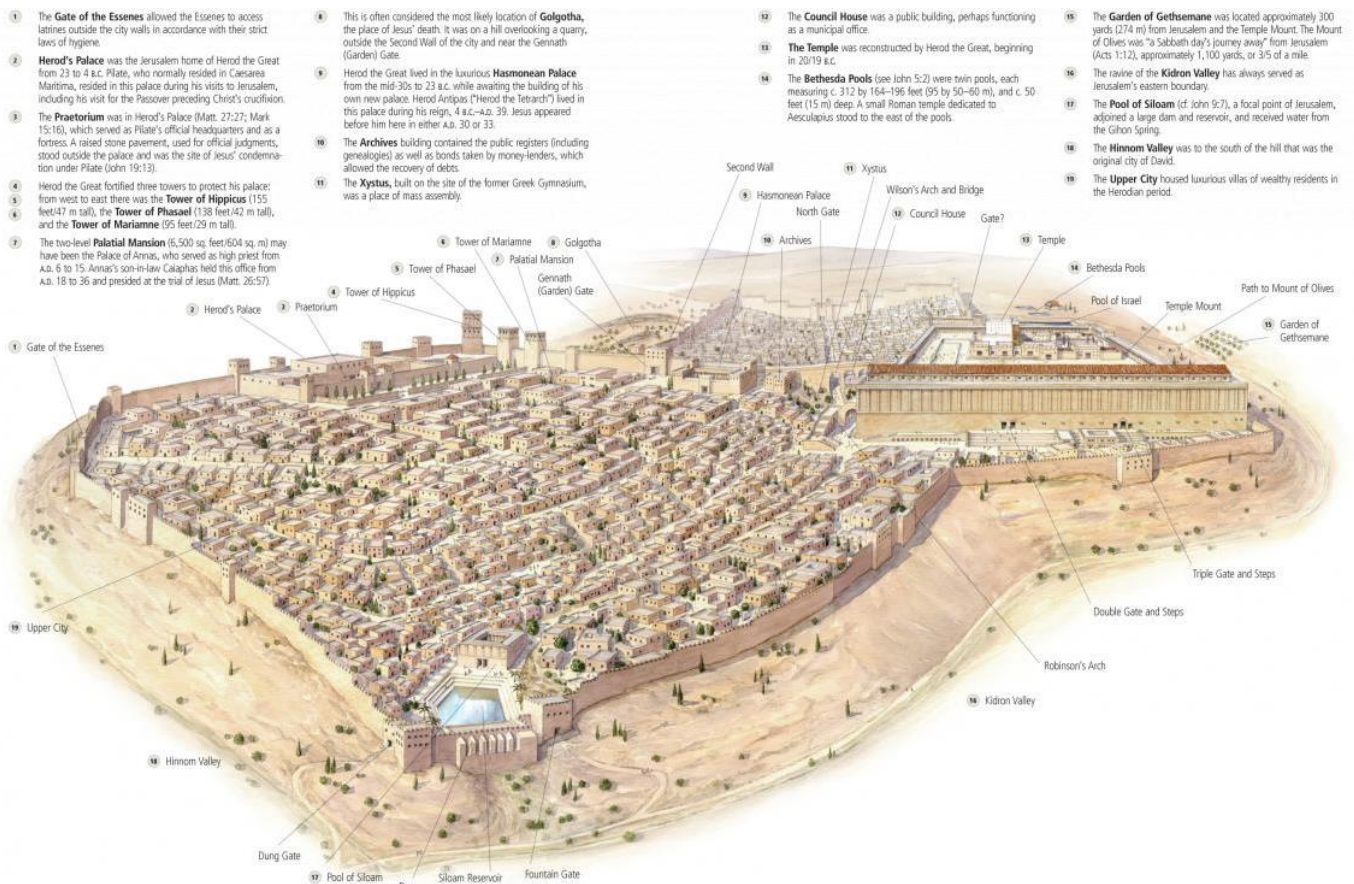 1 The Gate of the Essenes allowed the Essenes to access
latrines outside the city walls in accordance with their strict
laws of hygiene.
2 Herod's Palace was the Jerusalem home of Herod the Great
from 23 to 4 B.C. Pilate, who normally resided in Caesarea
Maritima, resided in this palace during his visits to Jerusalem,
including his visit for the Passover preceding Christ's crucifixion.
3 The Praetorium was in Herod's Palace (Matt. 27:27; Mark
15:16), which served as Pilate's official headquarters and as a
fortress. A raised stone pavement, used for official judgments,
stood outside the palace and was the site of Jesus' condemna-
tion under Pilate (John 19:13).
4 Herod the Great fortified three towers to protect his palace:
5 from west to east there was the Tower of Hippicus (155
feet/47 m tall), the Tower of Phasael (138 feet/42 m tall),
6 and the Tower of Mariamne (95 feet/29 m tall).
7 The two-level Palatial Mansion (6,500 sq. feet/604 sq. m) may
have been the Palace of Annas, who served as high priest from
A.D. 6 to 15. Annas's son-in-law Caiaphas held this office from
A.D. 18 to 36 and presided at the trial of Jesus (Matt. 26:57).
8 This is often considered the most likely location of Golgotha,
the place of Jesus' death. It was on a hill overlooking a quarry,
outside the Second Wall of the city and near the Gennath
(Garden) Gate.
9 Herod the Great lived in the luxurious Hasmonean Palace
from the mid-30s to 23 B.C. while awaiting the building of his
own new palace. Herod Antipas ("Herod the Tetrarch") lived in
this palace during his reign, 4 B.C.–A.D. 39. Jesus appeared
before him here in either A.D. 30 or 33.
10 The Archives building contained the public registers (including
genealogies) as well as bonds taken by money-lenders, which
allowed the recovery of debts.
11 The Xystus, built on the site of the former Greek Gymnasium,
was a place of mass assembly.
12 The Council House was a public building, perhaps functioning
as a municipal office.
13 The Temple was reconstructed by Herod the Great, beginning
in 20/19 B.C.
14 The Bethesda Pools (see John 5:2) were twin pools, each
measuring c. 312 by 164–196 feet (95 by 50–60 m), and c. 50
feet (15 m) deep. A small Roman temple dedicated to
Aesculapius stood to the east of the pools.
15 The Garden of Gethsemane was located approximately 300
yards (274 m) from Jerusalem and the Temple Mount. The Mount
of Olives was "a Sabbath day's journey away" from Jerusalem
(Acts 1:12), approximately 1,100 yards, or 3/5 of a mile.
16 The ravine of the Kidron Valley has always served as
Jerusalem's eastern boundary.
17 The Pool of Siloam (cf. John 9:7), a focal point of Jerusalem,
adjoined a large dam and reservoir, and received water from
the Gihon Spring.
18 The Hinnom Valley was to the south of the hill that was the
original city of David.
19 The Upper City housed luxurious villas of wealthy residents in
the Herodian period.
Second Wall
11 Xystus
9 Hasmonean Palace
Wilson's Arch and Bridge
North Gate
12 Council House
Gate?
6 Tower of Mariamne
8 Golgotha
10 Archives
13 Temple
7 Palatial Mansion
5 Tower of Phasael
14 Bethesda Pools
Gennath
(Garden) Gate
4 Tower of Hippicus
Pool of Israel
Path to Mount of Olives
2 Herod's Palace
3 Praetorium
Temple Mount
15 Garden of
Gethsemane
1 Gate of the Essenes
Triple Gate and Steps
Double Gate and Steps
19 Upper City
Robinson's Arch
16 Kidron Valley
18 Hinnom Valley
Dung Gate
17 Pool of Siloam
Siloam Reservoir
Fountain Gate